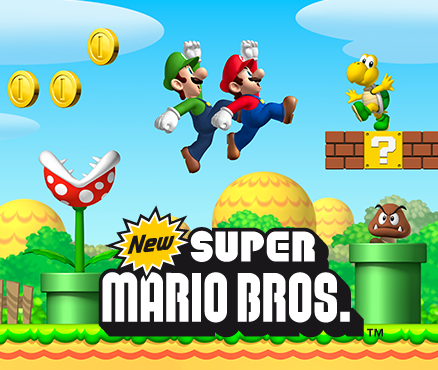 ?
New SUPER
MARIO BROS.
TM